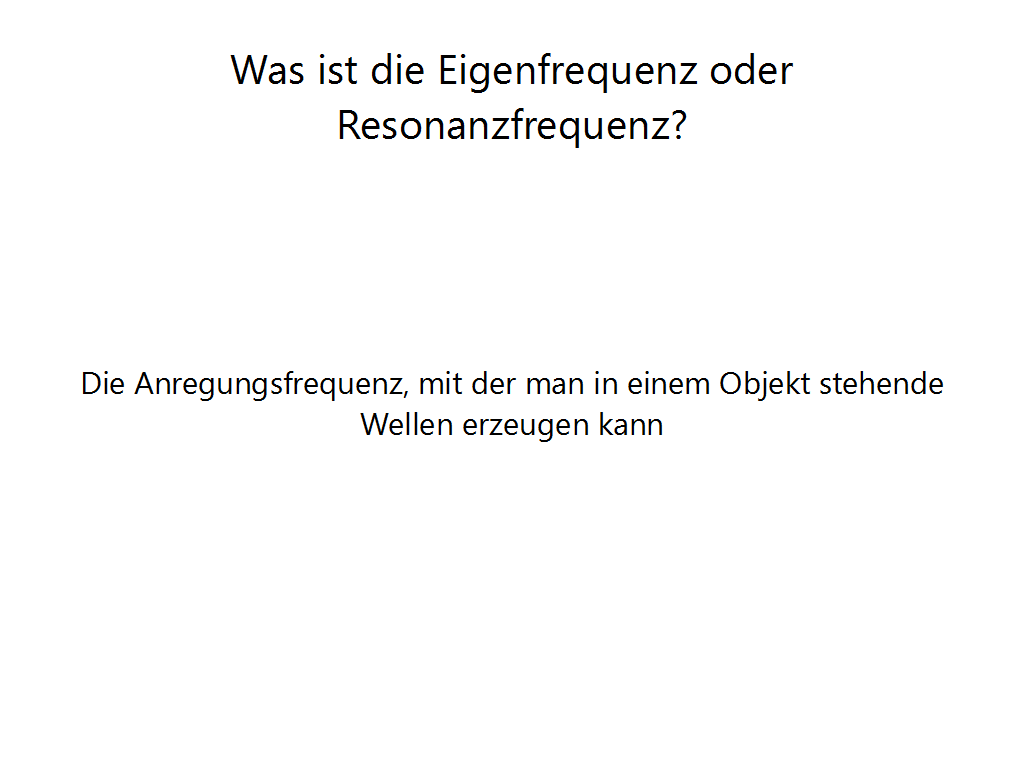 Was ist die Eigenfrequenz oder
Resonanzfrequenz?
Die Anregungsfrequenz, mit der man in einem Objekt stehende
Wellen erzeugen kann